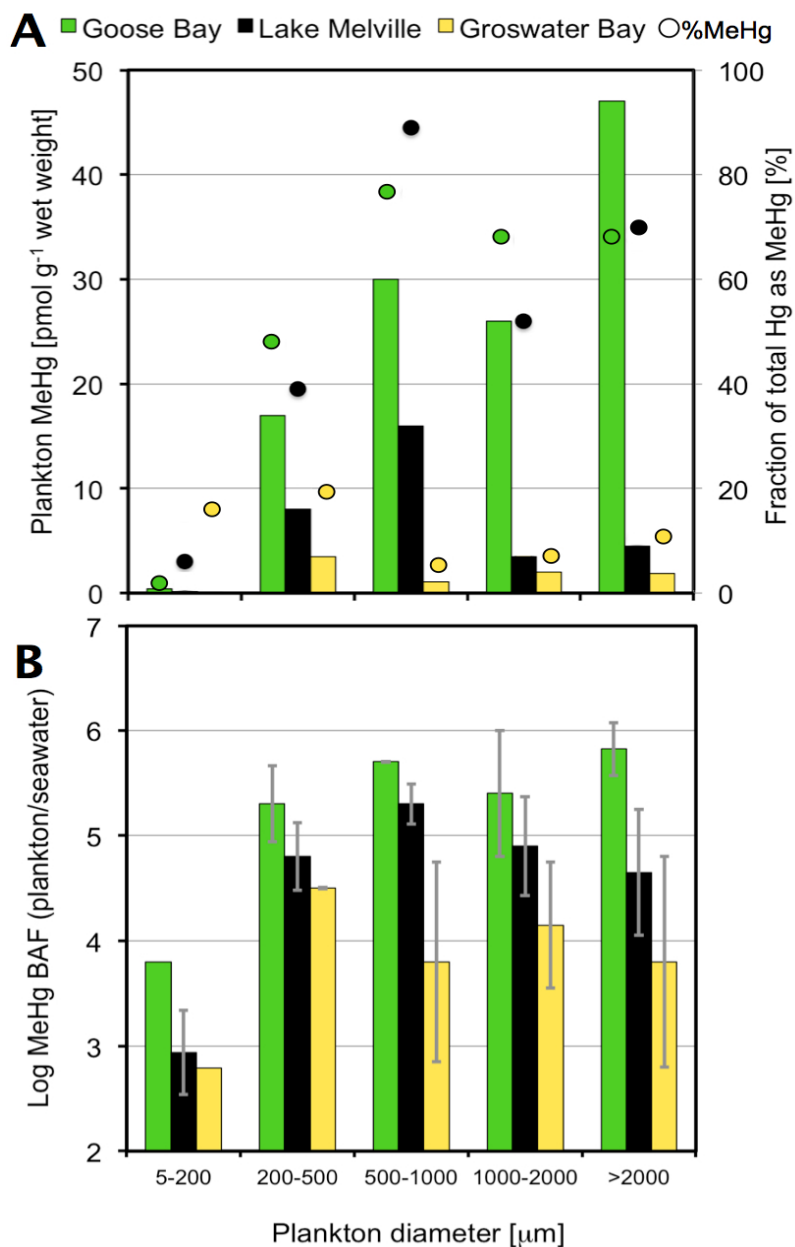 A Goose Bay Lake Melville Groswater Bay %MeHg
Plankton MeHg [pmol g⁻¹ wet weight]
50
40
30
20
10
0
100
80
60
40
20
0
Fraction of total Hg as MeHg [%]
B
Log MeHg BAF (plankton/seawater)
7
6
5
4
3
2
5-200 200-500 500-1000 1000-2000 >2000
Plankton diameter [μm]